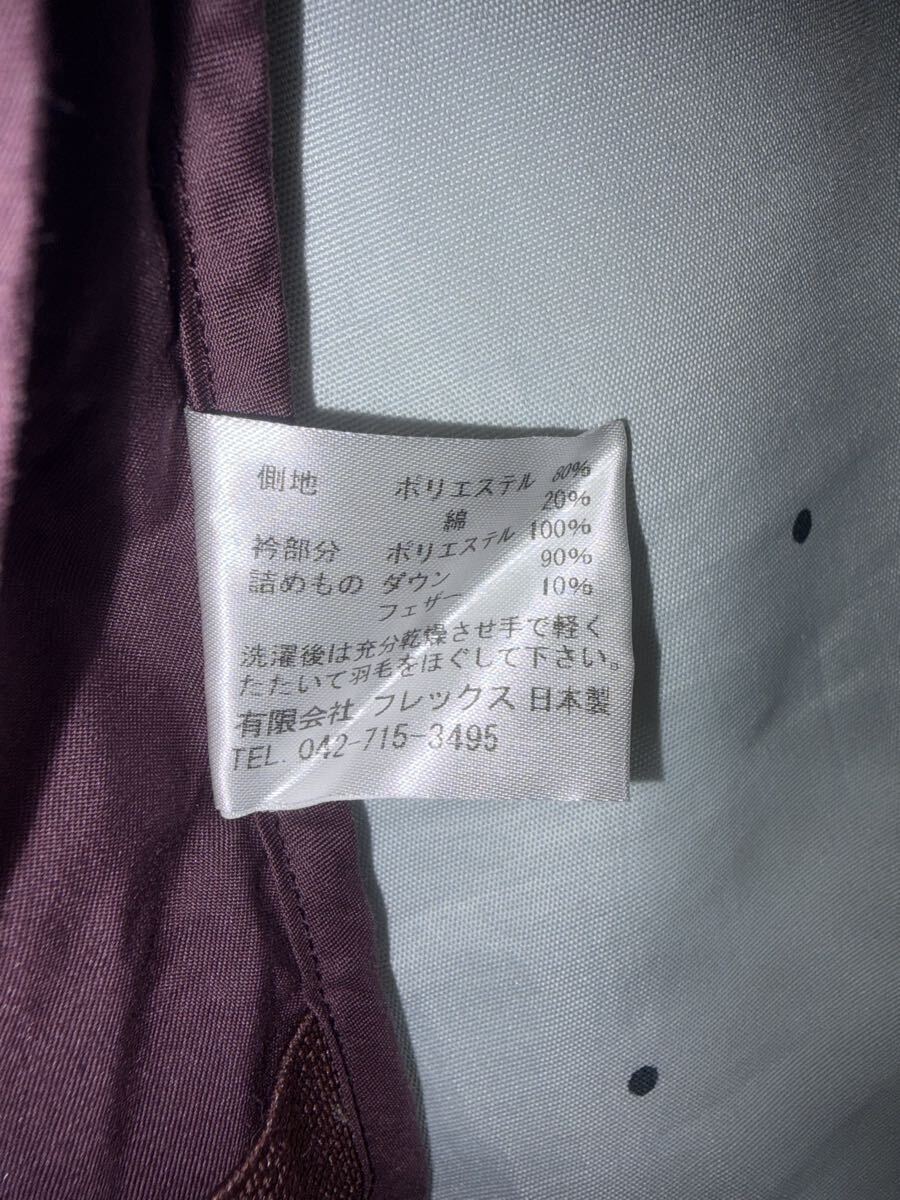 側地 ポリエステル 80%
綿 20%
衿部分 ポリエステル 100%
詰めもの ダウン 90%
フェザー 10%
洗濯後は充分乾燥させ手で軽く
たたいて羽毛をほぐして下さい。
有限会社 フレックス 日本製
TEL. 042-715-3495